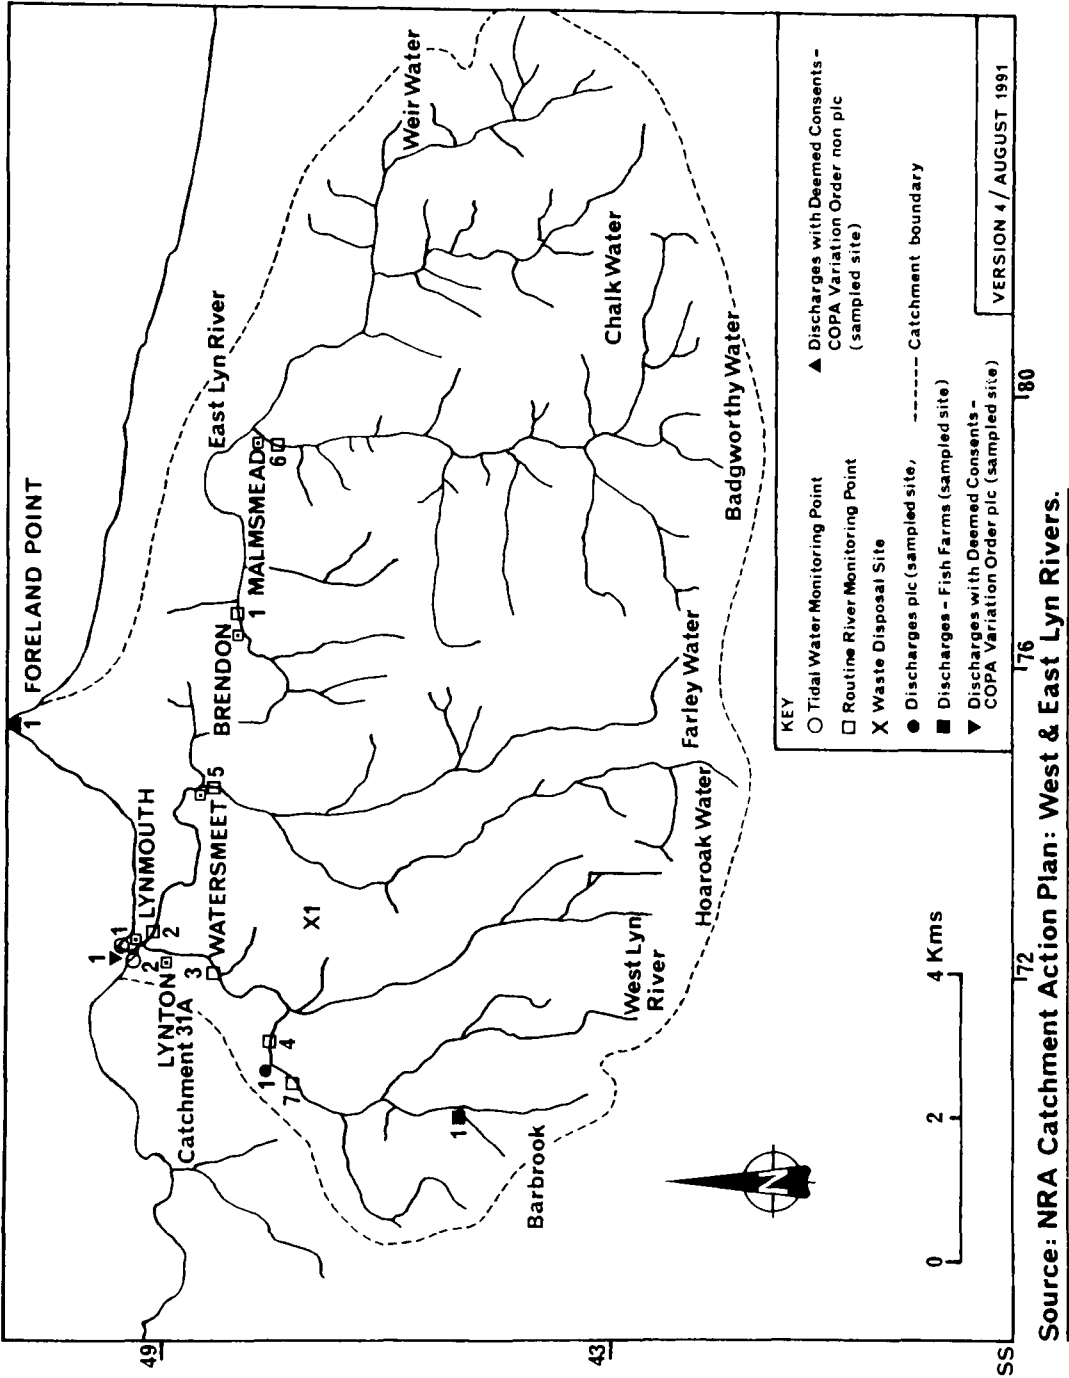 FORELAND POINT
1
Weir Water
East Lyn River
Chalk Water
Badgworthy Water
MALMSMEAD
6
BRENDON
1
LYNMOUTH
1
1
2
2
WATERSMEET
5
3
LYNTON
Catchment 31A
X1
Farley Water
Hoaroak Water
West Lyn
River
4
1
7
1
Barbrook
N
0
2
4 Kms
49
43
SS
72
76
80
KEY
Tidal Water Monitoring Point
Routine River Monitoring Point
X Waste Disposal Site
Discharges plc (sampled site,
Discharges - Fish Farms (sampled site)
Discharges with Deemed Consents -
COPA Variation Order plc (sampled site)
Discharges with Deemed Consents -
COPA Variation Order non plc
(sampled site)
------ Catchment boundary
VERSION 4 / AUGUST 1991
Source: NRA Catchment Action Plan: West & East Lyn Rivers.